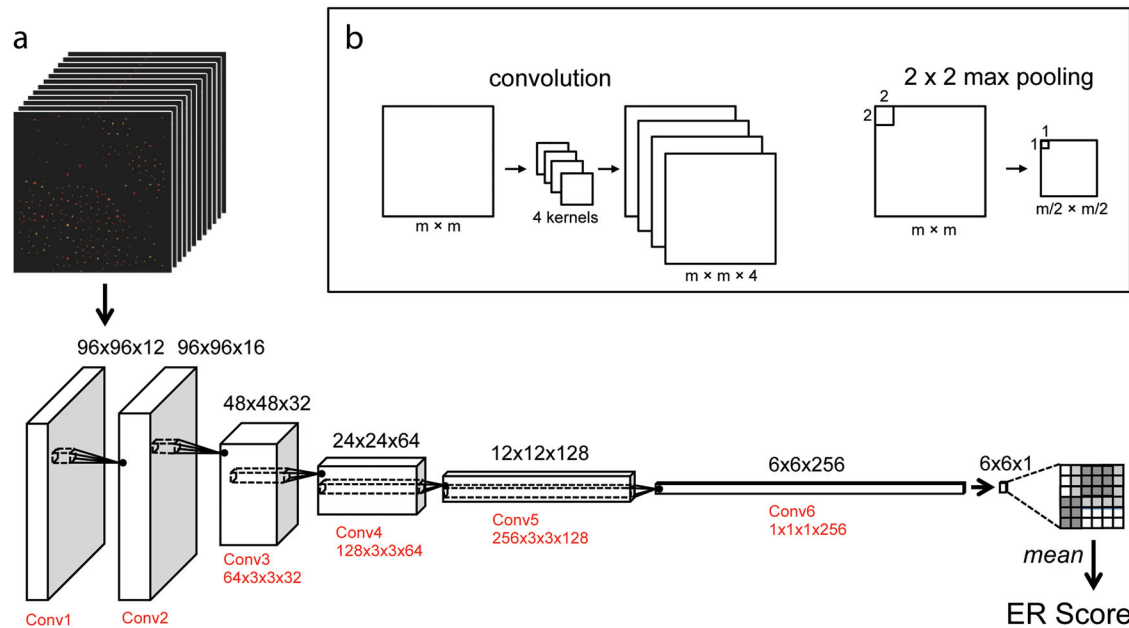 a
b
convolution
2 x 2 max pooling
2
2
1
1
m × m
4 kernels
m × m × 4
m × m
m/2 × m/2
96x96x12
96x96x16
48x48x32
24x24x64
12x12x128
6x6x256
6x6x1
Conv1
Conv2
Conv3
64x3x3x32
Conv4
128x3x3x64
Conv5
256x3x3x128
Conv6
1x1x1x256
mean
ER Score